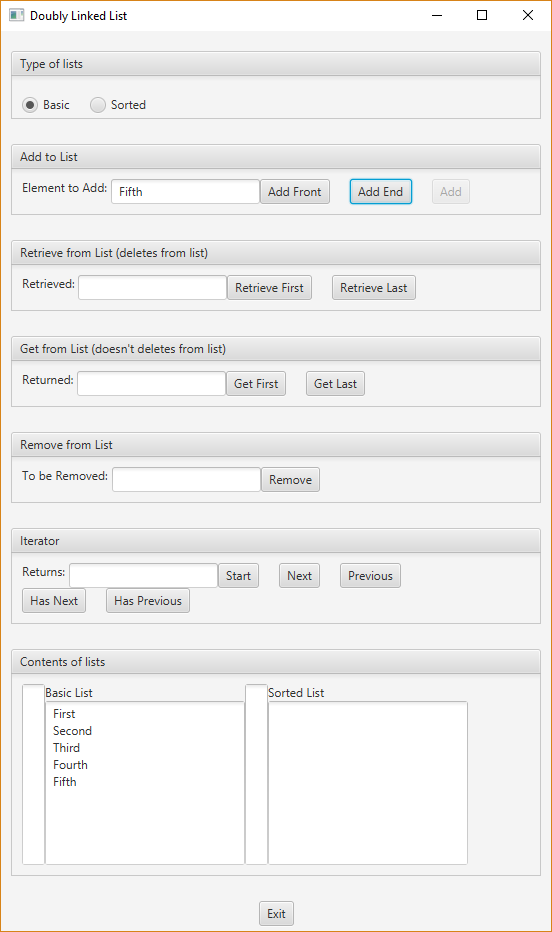 Doubly Linked List
Type of lists
Basic Sorted
Add to List
Element to Add: Fifth Add Front Add End Add
Retrieve from List (deletes from list)
Retrieved: Retrieve First Retrieve Last
Get from List (doesn't deletes from list)
Returned: Get First Get Last
Remove from List
To be Removed: Remove
Iterator
Returns: Start Next Previous
Has Next Has Previous
Contents of lists
Basic List Sorted List
First
Second
Third
Fourth
Fifth
Exit